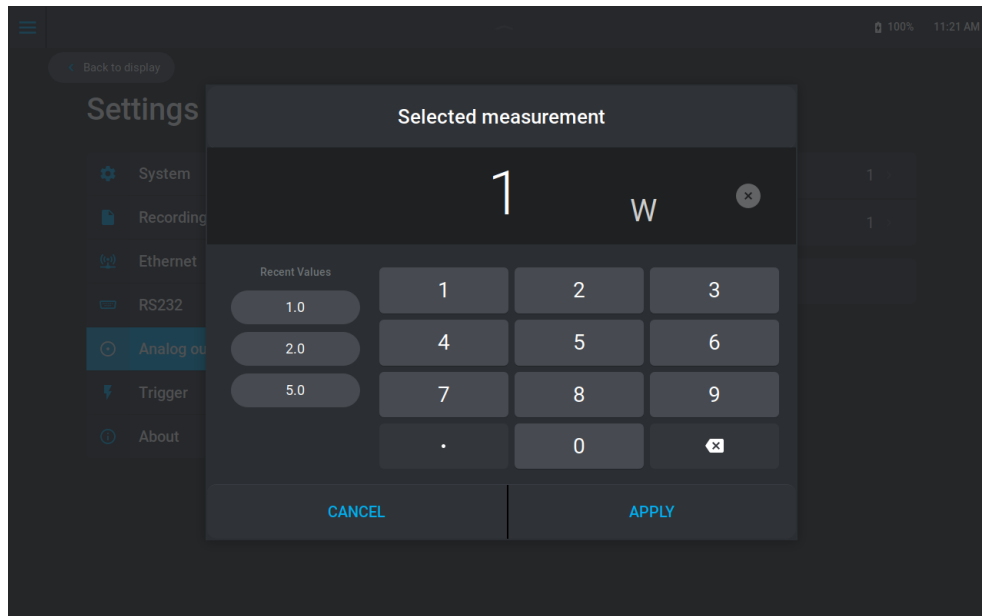 100% 11:21 AM
Back to display
Settings
Selected measurement
1 W
System
Recording
Ethernet
RS232
Analog ou
Trigger
About
1
1
Recent Values
1.0
2.0
5.0
1 2 3
4 5 6
7 8 9
. 0
CANCEL APPLY